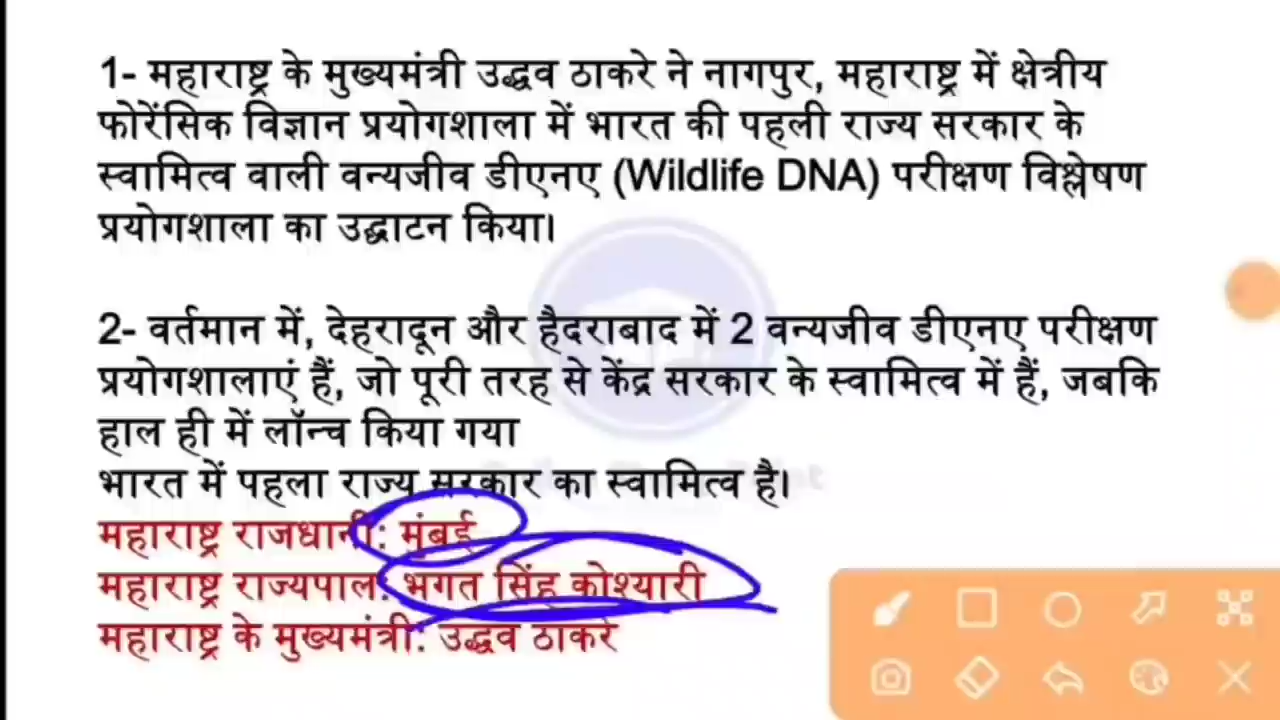 1- महाराष्ट्र के मुख्यमंत्री उद्धव ठाकरे ने नागपुर, महाराष्ट्र में क्षेत्रीय
फोरेंसिक विज्ञान प्रयोगशाला में भारत की पहली राज्य सरकार के
स्वामित्व वाली वन्यजीव डीएनए (Wildlife DNA) परीक्षण विश्लेषण
प्रयोगशाला का उद्घाटन किया।
2- वर्तमान में, देहरादून और हैदराबाद में 2 वन्यजीव डीएनए परीक्षण
प्रयोगशालाएं हैं, जो पूरी तरह से केंद्र सरकार के स्वामित्व में हैं, जबकि
हाल ही में लॉन्च किया गया
भारत में पहला राज्य सरकार का स्वामित्व है।
महाराष्ट्र राजधानी: मुंबई
महाराष्ट्र राज्यपाल: भगत सिंह कोश्यारी
महाराष्ट्र के मुख्यमंत्री: उद्धव ठाकरे